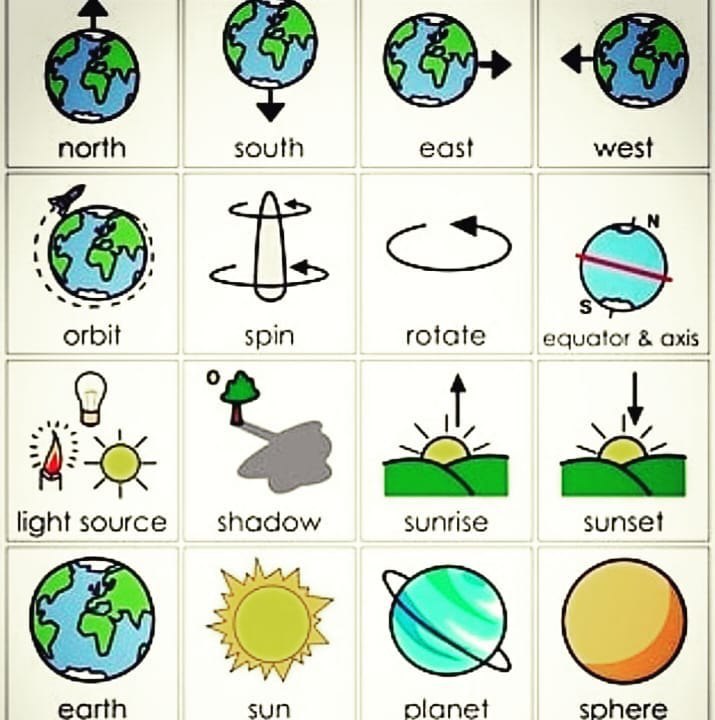 north south east west
orbit spin rotate N S equator & axis
light source shadow sunrise sunset
earth sun planet sphere